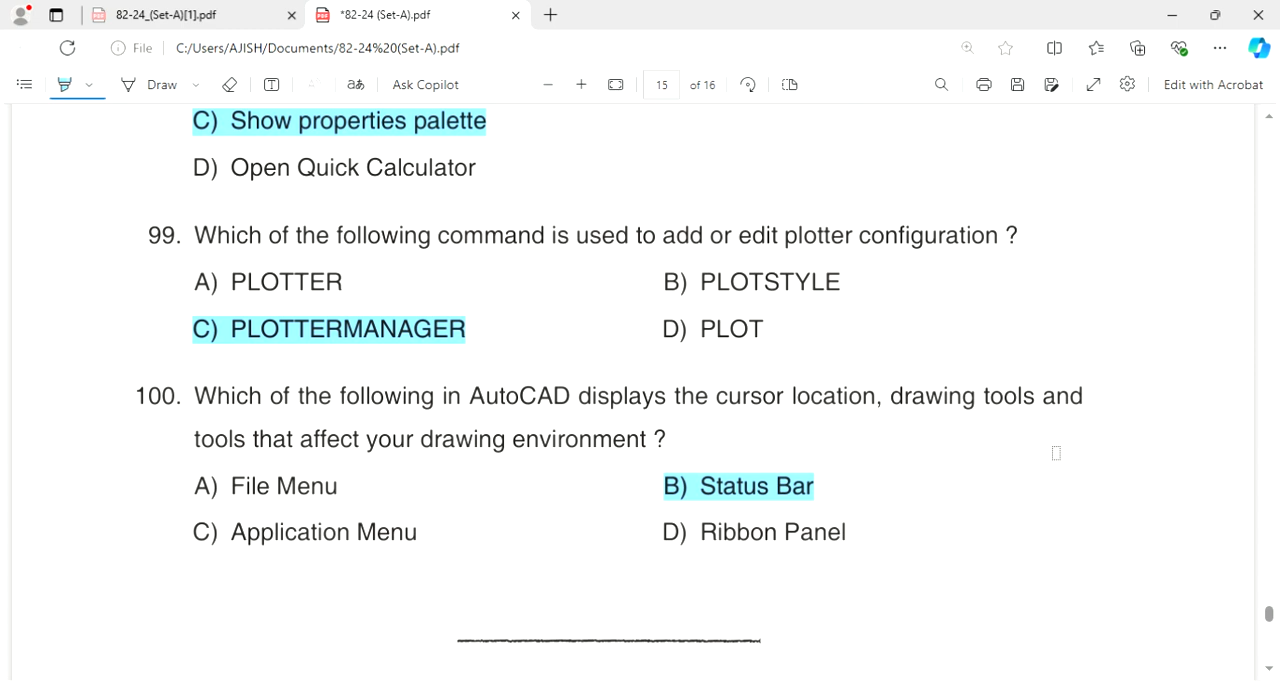 82-24_(Set-A)[1].pdf
*82-24 (Set-A).pdf
File C:/Users/AJISH/Documents/82-24%20(Set-A).pdf
Draw Ask Copilot 15 of 16 Edit with Acrobat
C) Show properties palette
D) Open Quick Calculator
99. Which of the following command is used to add or edit plotter configuration ?
A) PLOTTER B) PLOTSTYLE
C) PLOTTERMANAGER D) PLOT
100. Which of the following in AutoCAD displays the cursor location, drawing tools and
tools that affect your drawing environment ?
A) File Menu B) Status Bar
C) Application Menu D) Ribbon Panel